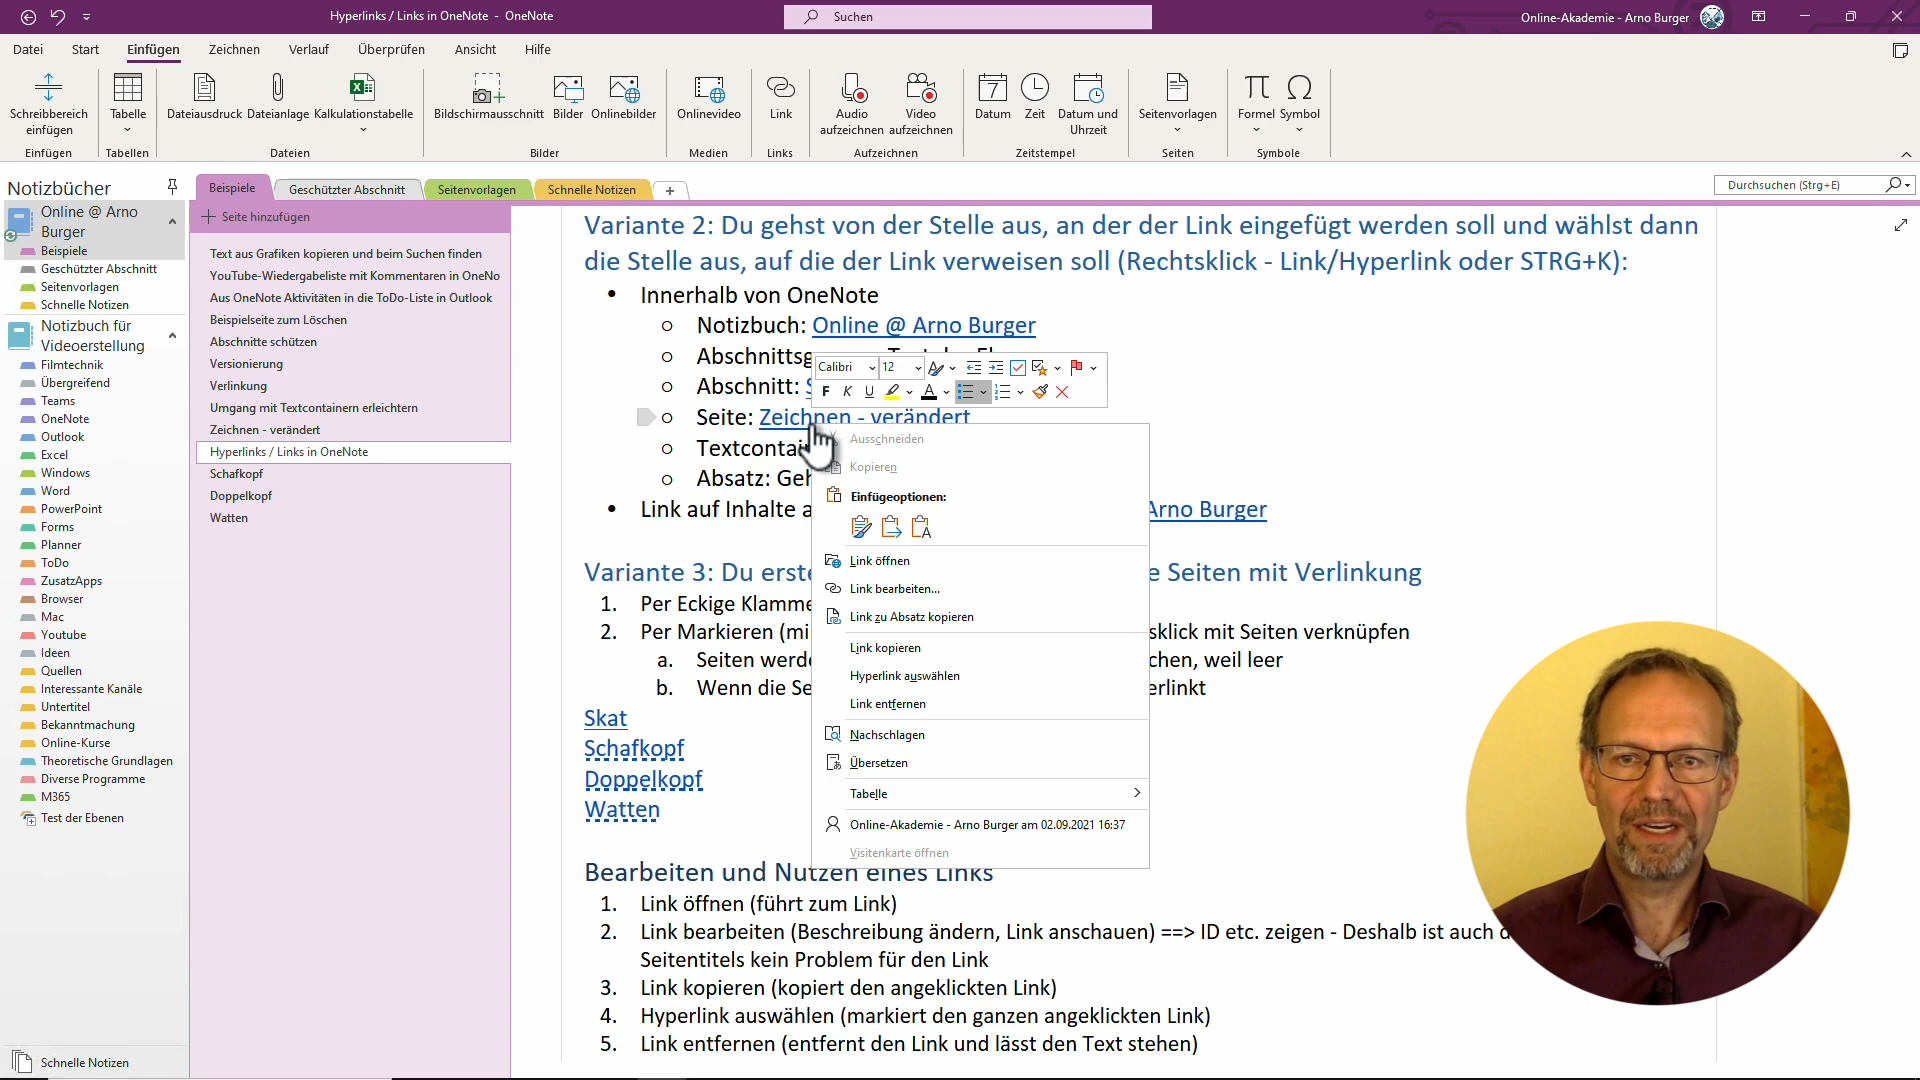 Hyperlinks / Links in OneNote - OneNote
Suchen
Online-Akademie - Arno Burger
Datei Start Einfügen Zeichnen Verlauf Überprüfen Ansicht Hilfe
Schreibbereich einfügen
Tabelle
Dateiausdruck Dateianlage Kalkulationstabelle
Bildschirmausschnitt Bilder Onlinebilder
Onlinevideo
Link
Audio aufzeichnen
Video aufzeichnen
Datum Zeit Datum und Uhrzeit
Seitenvorlagen
Formel Symbol
Einfügen Tabellen Dateien Bilder Medien Links Aufzeichnen Zeitstempel Seiten Symbole
Notizbücher
Beispiele Geschützter Abschnitt Seitenvorlagen Schnelle Notizen +
Durchsuchen (Strg+E)
Online @ Arno
Burger
Beispiele
Geschützter Abschnitt
Seitenvorlagen
Schnelle Notizen
Notizbuch für
Videoerstellung
Filmtechnik
Übergreifend
Teams
OneNote
Outlook
Excel
Windows
Word
PowerPoint
Forms
Planner
ToDo
ZusatzApps
Browser
Mac
Youtube
Ideen
Quellen
Interessante Kanäle
Untertitel
Bekanntmachung
Online-Kurse
Theoretische Grundlagen
Diverse Programme
M365
Test der Ebenen
Schnelle Notizen
Seite hinzufügen
Text aus Grafiken kopieren und beim Suchen finden
YouTube-Wiedergabeliste mit Kommentaren in OneNo
Aus OneNote Aktivitäten in die ToDo-Liste in Outlook
Beispielseite zum Löschen
Abschnitte schützen
Versionierung
Verlinkung
Umgang mit Textcontainern erleichtern
Zeichnen - verändert
Hyperlinks / Links in OneNote
Schafkopf
Doppelkopf
Watten
Variante 2: Du gehst von der Stelle aus, an der der Link eingefügt werden soll und wählst dann
die Stelle aus, auf die der Link verweisen soll (Rechtsklick - Link/Hyperlink oder STRG+K):
• Innerhalb von OneNote
o Notizbuch: Online @ Arno Burger
o Abschnittsg
o Abschnitt: S
o Seite: Zeichnen - verändert
o Textcontai
o Absatz: Geh
• Link auf Inhalte a Arno Burger
Calibri 12
F K U A
Ausschneiden
Kopieren
Einfügeoptionen:
Link öffnen
Link bearbeiten...
Link zu Absatz kopieren
Link kopieren
Hyperlink auswählen
Link entfernen
Nachschlagen
Übersetzen
Tabelle
Online-Akademie - Arno Burger am 02.09.2021 16:37
Visitenkarte öffnen
Variante 3: Du erste e Seiten mit Verlinkung
1. Per Eckige Klamme
2. Per Markieren (mi sklick mit Seiten verknüpfen
a. Seiten werde chen, weil leer
b. Wenn die Se erlinkt
Skat
Schafkopf
Doppelkopf
Watten
Bearbeiten und Nutzen eines Links
1. Link öffnen (führt zum Link)
2. Link bearbeiten (Beschreibung ändern, Link anschauen) ==> ID etc. zeigen - Deshalb ist auch d
Seitentitels kein Problem für den Link
3. Link kopieren (kopiert den angeklickten Link)
4. Hyperlink auswählen (markiert den ganzen angeklickten Link)
5. Link entfernen (entfernt den Link und lässt den Text stehen)